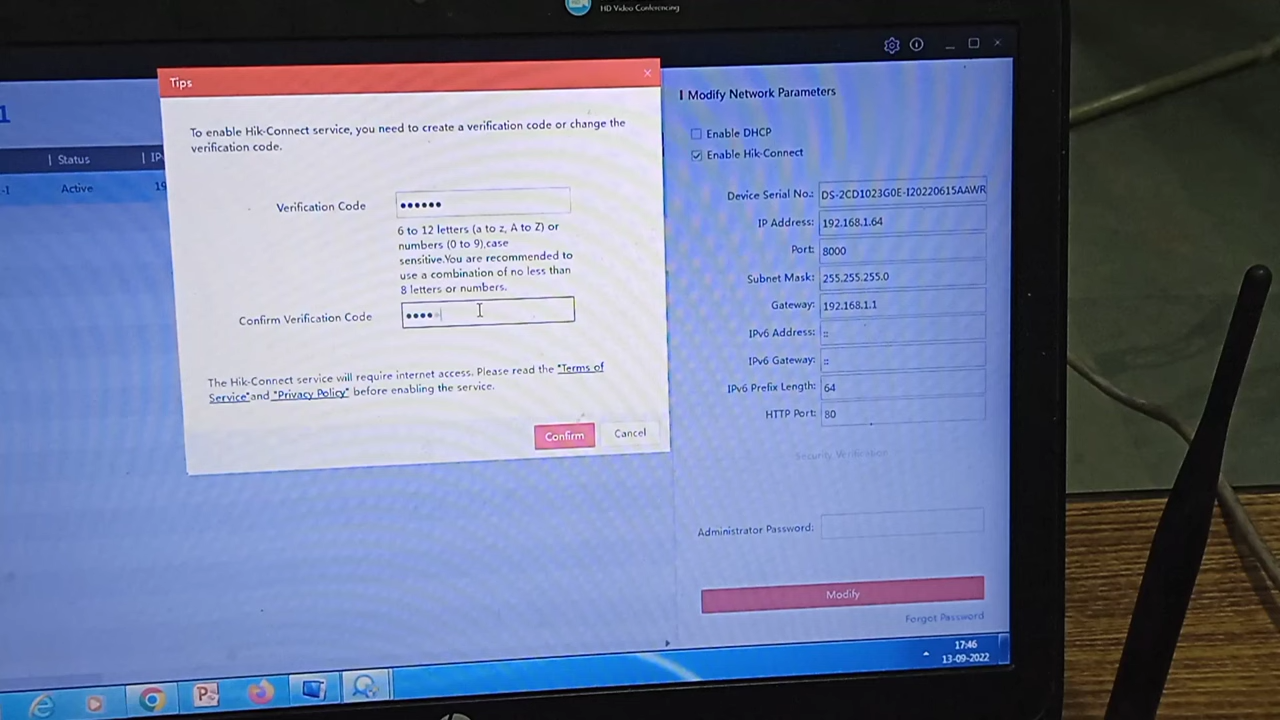 HD Video Conferencing
1
Tips
To enable Hik-Connect service, you need to create a verification code or change the
verification code.
Verification Code
••••••
6 to 12 letters (a to z, A to Z) or
numbers (0 to 9),case
sensitive.You are recommended to
use a combination of no less than
8 letters or numbers.
Confirm Verification Code
The Hik-Connect service will require internet access. Please read the "Terms of
Service"and "Privacy Policy" before enabling the service.
Confirm
Cancel
| Status
| IP
-1
Active
19
Modify Network Parameters
Enable DHCP
Enable Hik-Connect
Device Serial No.: DS-2CD1023G0E-I20220615AAWR
IP Address: 192.168.1.64
Port: 8000
Subnet Mask: 255.255.255.0
Gateway: 192.168.1.1
IPv6 Address: ::
IPv6 Gateway: ::
IPv6 Prefix Length: 64
HTTP Port: 80
Security Verification
Administrator Password:
Modify
Forgot Password
17:46
13-09-2022